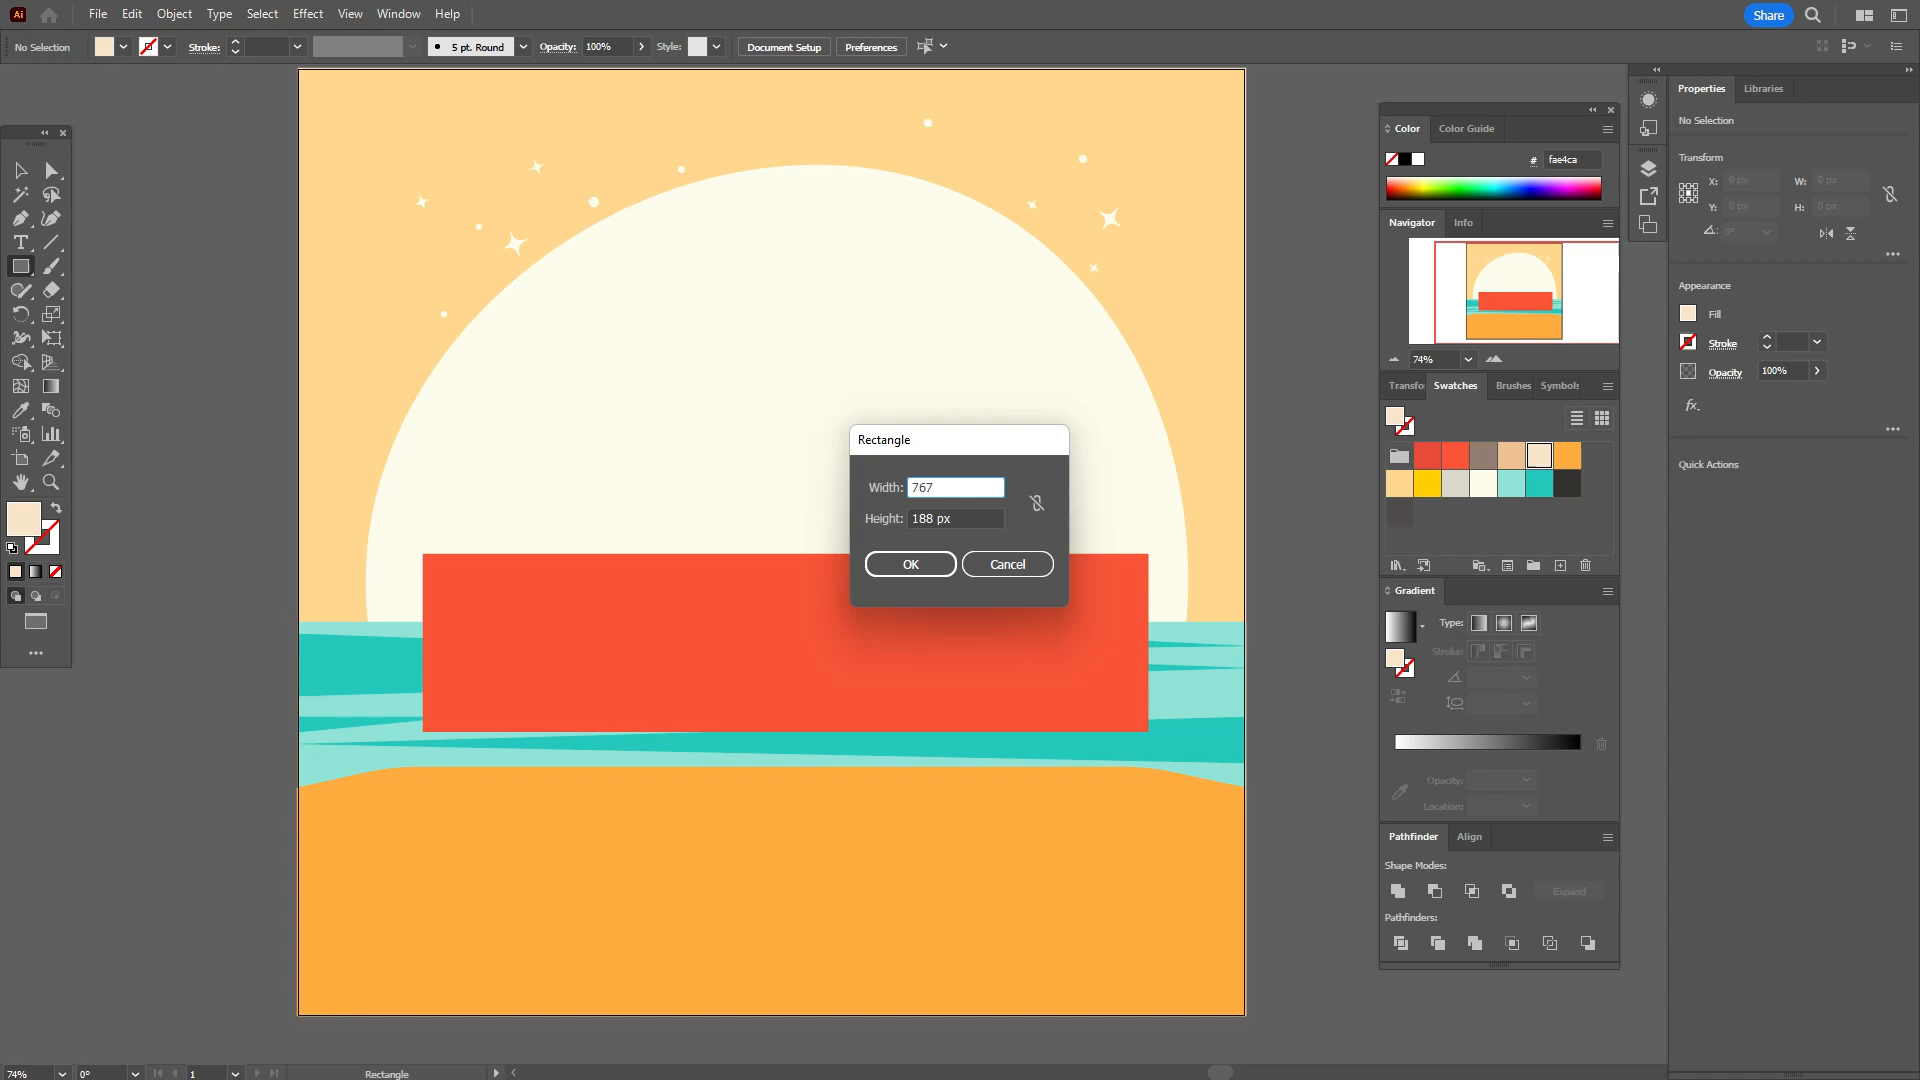 Ai File Edit Object Type Select Effect View Window Help Share
No Selection Stroke: 5 pt. Round Opacity: 100% Style: Document Setup Preferences
Properties Libraries
No Selection
Transform
X: 0 px W: 0 px
Y: 0 px H: 0 px
0°
Appearance
Fill
Stroke
Opacity 100%
fx.
Quick Actions
Color Color Guide
# fae4ca
Navigator Info
74%
Transfo Swatches Brushes Symbols
Gradient
Type:
Stroke:
Opacity:
Location:
Pathfinder Align
Shape Modes:
Expand
Pathfinders:
Rectangle
Width: 767
Height: 188 px
OK Cancel
74% 0° 1 Rectangle